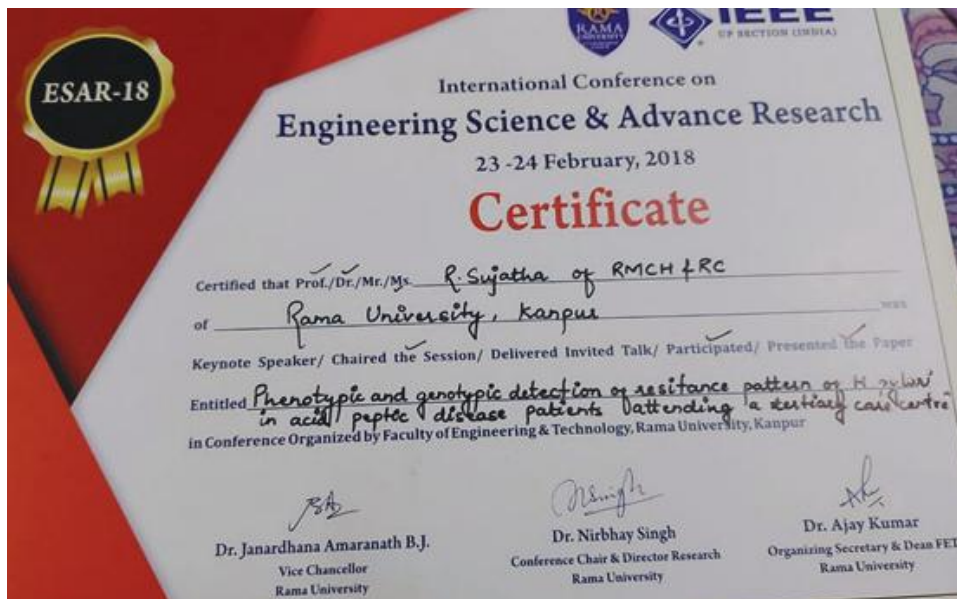 ESAR-18
RAMA
UNIVERSITY
IEEE
UP SECTION (INDIA)
International Conference on
Engineering Science & Advance Research
23 -24 February, 2018
Certificate
Certified that Prof./Dr./Mr./Ms. R. Sujatha of RMCH & RC
of Rama University, Kanpur was
Keynote Speaker/ Chaired the Session/ Delivered Invited Talk/ Participated/ Presented the Paper
Entitled Phenotypic and genotypic detection of resitance pattern of H pylori
in acid peptic disease patients attending a tertiary care centre
in Conference Organized by Faculty of Engineering & Technology, Rama University, Kanpur
Dr. Janardhana Amaranath B.J.
Vice Chancellor
Rama University
Dr. Nirbhay Singh
Conference Chair & Director Research
Rama University
Dr. Ajay Kumar
Organizing Secretary & Dean FET
Rama University